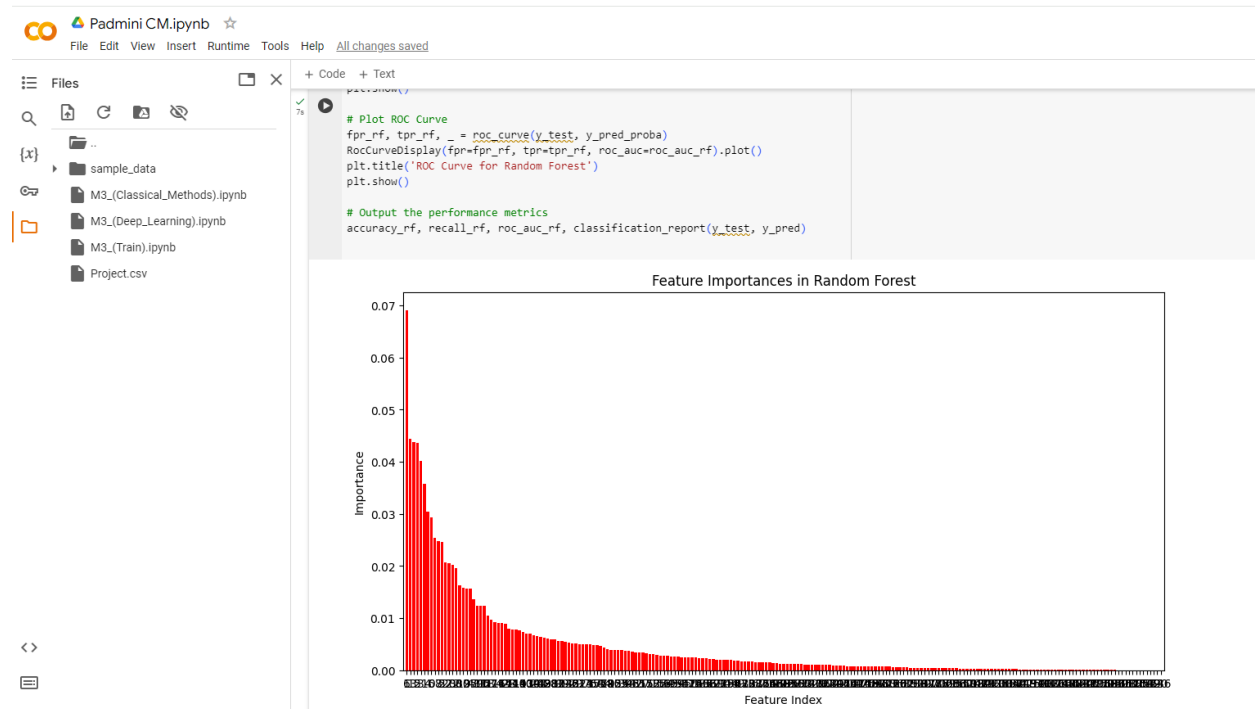 Padmini CM.ipynb
File Edit View Insert Runtime Tools Help All changes saved
Files
+ Code + Text
..
sample_data
M3_(Classical_Methods).ipynb
M3_(Deep_Learning).ipynb
M3_(Train).ipynb
Project.csv
{x}
<>
7s
plt.show()
# Plot ROC Curve
fpr_rf, tpr_rf, _ = roc_curve(y_test, y_pred_proba)
RocCurveDisplay(fpr=fpr_rf, tpr=tpr_rf, roc_auc=roc_auc_rf).plot()
plt.title('ROC Curve for Random Forest')
plt.show()
# Output the performance metrics
accuracy_rf, recall_rf, roc_auc_rf, classification_report(y_test, y_pred)
Feature Importances in Random Forest
0.07
0.06
0.05
0.04
0.03
0.02
0.01
0.00
Importance
Feature Index